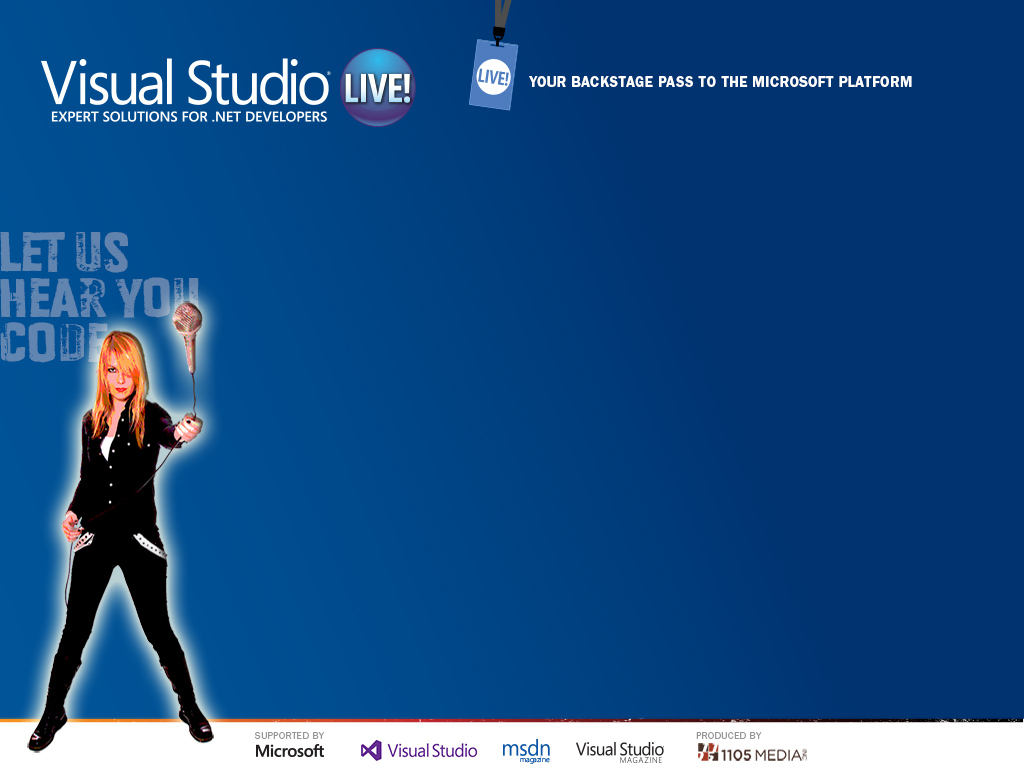 Visual Studio® LIVE!
EXPERT SOLUTIONS FOR .NET DEVELOPERS
LIVE!
YOUR BACKSTAGE PASS TO THE MICROSOFT PLATFORM
LET US
HEAR YOU
CODE
SUPPORTED BY
Microsoft
Visual Studio
msdn
magazine
Visual Studio
MAGAZINE
PRODUCED BY
1105 MEDIA